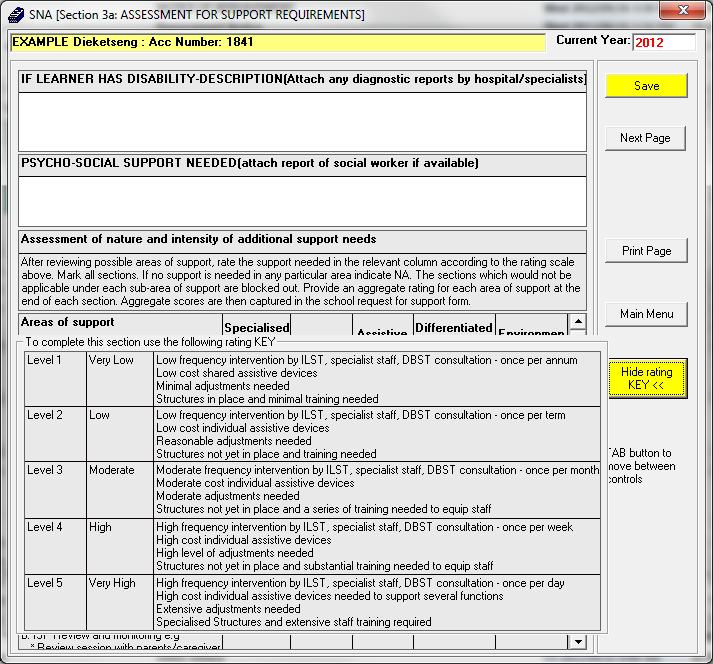 SNA [Section 3a: ASSESSMENT FOR SUPPORT REQUIREMENTS]
EXAMPLE Dieketseng : Acc Number: 1841
Current Year: 2012
IF LEARNER HAS DISABILITY-DESCRIPTION(Attach any diagnostic reports by hospital/specialists)
Save
Next Page
PSYCHO-SOCIAL SUPPORT NEEDED(attach report of social worker if available)
Assessment of nature and intensity of additional support needs
After reviewing possible areas of support, rate the support needed in the relevant column according to the rating scale
above. Mark all sections. If no support is needed in any particular area indicate NA. The sections which would not be
applicable under each sub-area of support are blocked out. Provide an aggregate rating for each area of support at the
end of each section. Aggregate scores are then captured in the school request for support form.
Print Page
Main Menu
Areas of support
Specialised
Assistive
Differentiated
Environmen
To complete this section use the following rating KEY
Level 1
Very Low
Low frequency intervention by ILST, specialist staff, DBST consultation - once per annum
Low cost shared assistive devices
Minimal adjustments needed
Structures in place and minimal training needed
Hide rating
KEY <<
Level 2
Low
Low frequency intervention by ILST, specialist staff, DBST consultation - once per term
Low cost individual assistive devices
Reasonable adjustments needed
Structures not yet in place and training needed
TAB button to
move between
controls
Level 3
Moderate
Moderate frequency intervention by ILST, specialist staff, DBST consultation - once per month
Moderate cost individual assistive devices
Moderate adjustments needed
Structures not yet in place and a series of training needed to equip staff
Level 4
High
High frequency intervention by ILST, specialist staff, DBST consultation - once per week
High cost individual assistive devices
High level of adjustments needed
Structures not yet in place and substantial training needed to equip staff
Level 5
Very High
High frequency intervention by ILST, specialist staff, DBST consultation - once per day
High cost individual assistive devices needed to support several functions
Extensive adjustments needed
Specialised Structures and extensive staff training required
b. ISP Review and monitoring e.g
* Review session with parents/caregiver